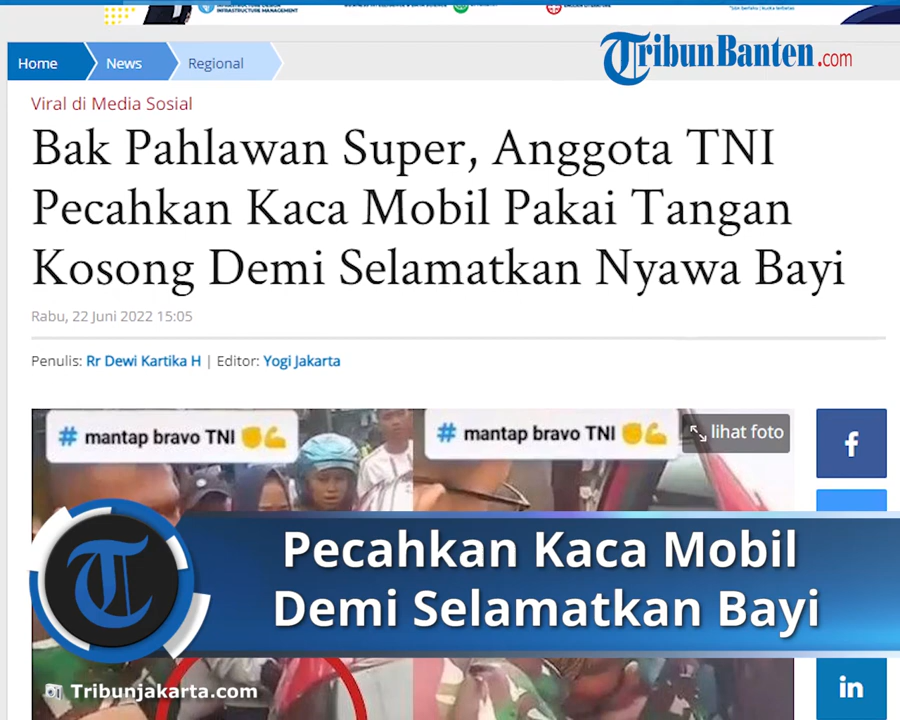 INFRASTRUCTURE MANAGEMENT
Home
News
Regional
TribunBanten.com
Viral di Media Sosial
Bak Pahlawan Super, Anggota TNI
Pecahkan Kaca Mobil Pakai Tangan
Kosong Demi Selamatkan Nyawa Bayi
Rabu, 22 Juni 2022 15:05
Penulis: Rr Dewi Kartika H | Editor: Yogi Jakarta
# mantap bravo TNI ✊💪
# mantap bravo TNI ✊💪
lihat foto
f
Pecahkan Kaca Mobil
Demi Selamatkan Bayi
T
Tribunjakarta.com
in